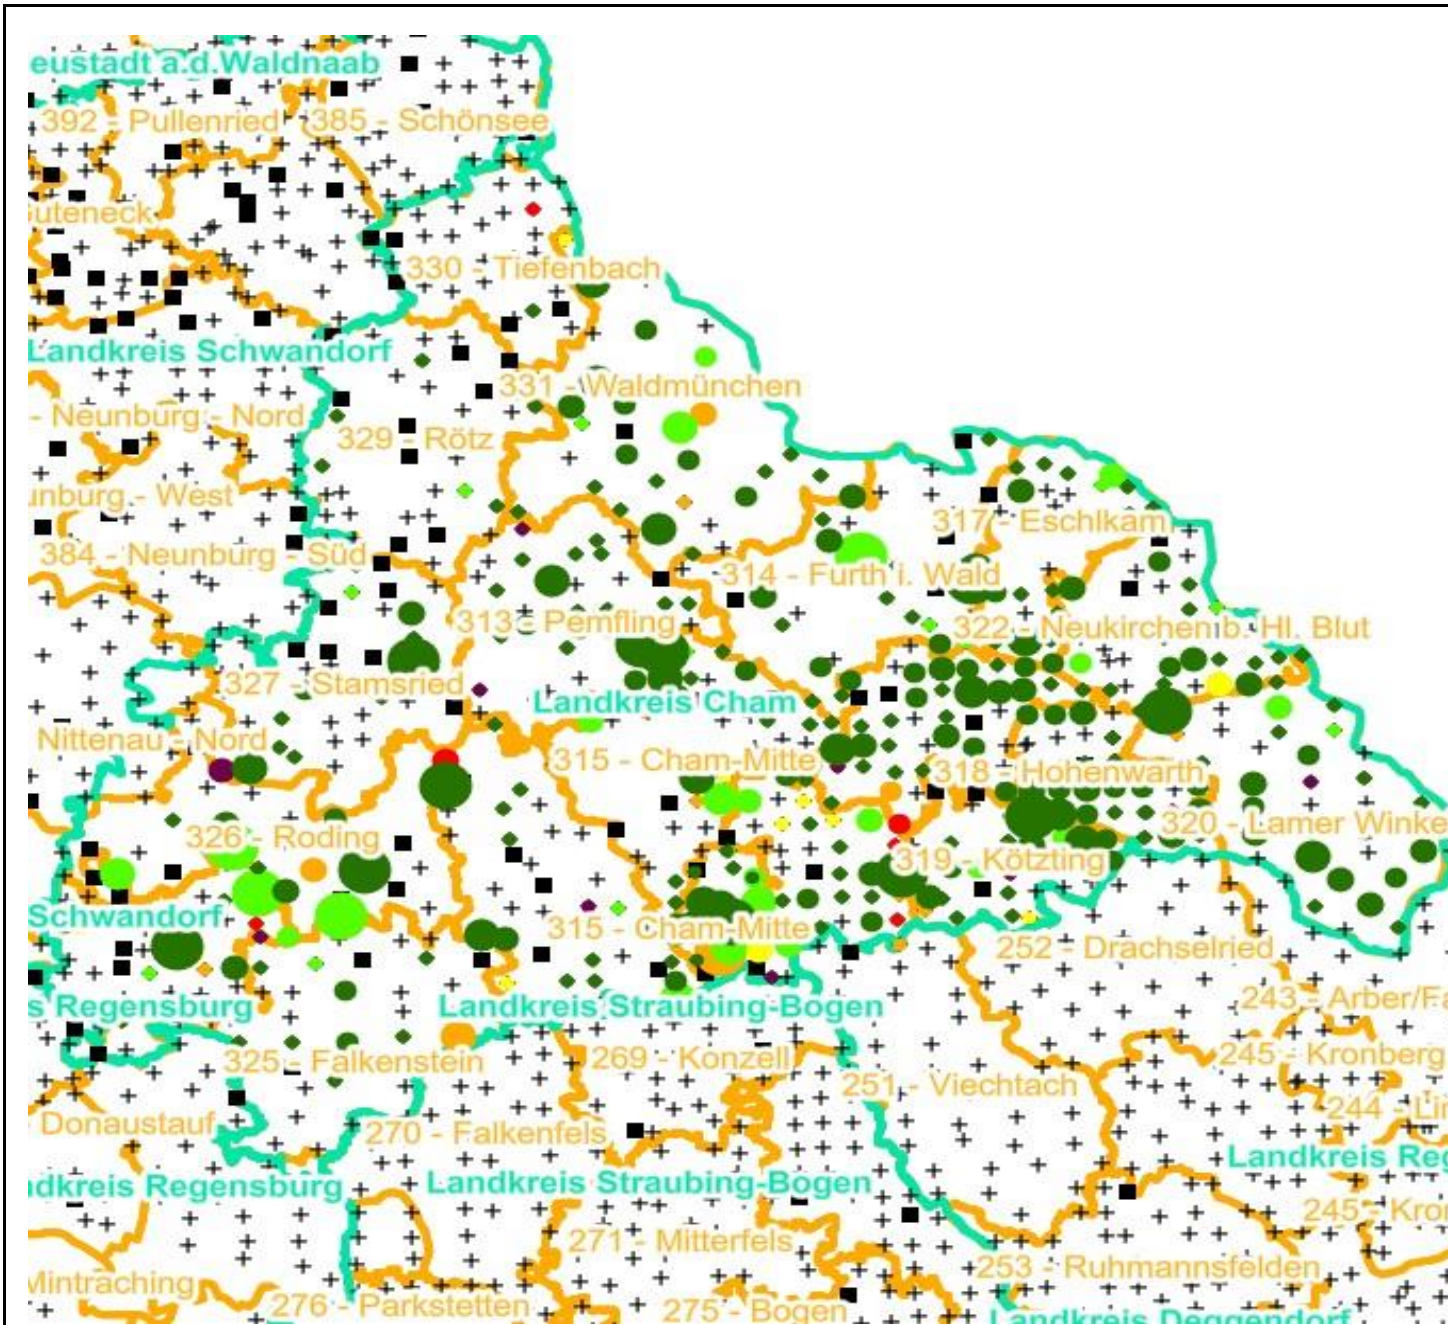 eustadt a.d.Waldnaab
392 - Pullenried
385 - Schönsee
Guteneck
330 - Tiefenbach
Landkreis Schwandorf
331 - Waldmünchen
- Neunburg - Nord
329 - Rötz
unburg - West
317 - Eschlkam
384 - Neunburg - Süd
314 - Furth i. Wald
313 - Pemfling
322 - Neukirchen b. Hl. Blut
327 - Stamsried
Landkreis Cham
Nittenau - Nord
315 - Cham-Mitte
318 - Hohenwarth
326 - Roding
320 - Lamer Winke
319 - Kötzting
Schwandorf
315 - Cham-Mitte
252 - Drachselried
s Regensburg
Landkreis Straubing-Bogen
243 - Arber/Fa
325 - Falkenstein
269 - Konzell
245 - Kronberg
251 - Viechtach
244 - Li
Donaustauf
270 - Falkenfels
Landkreis Reg
ndkreis Regensburg
Landkreis Straubing-Bogen
245 - Kron
271 - Mitterfels
253 - Ruhmannsfelden
Mintraching
276 - Parkstetten
275 - Bogen
Landkreis Deggendorf